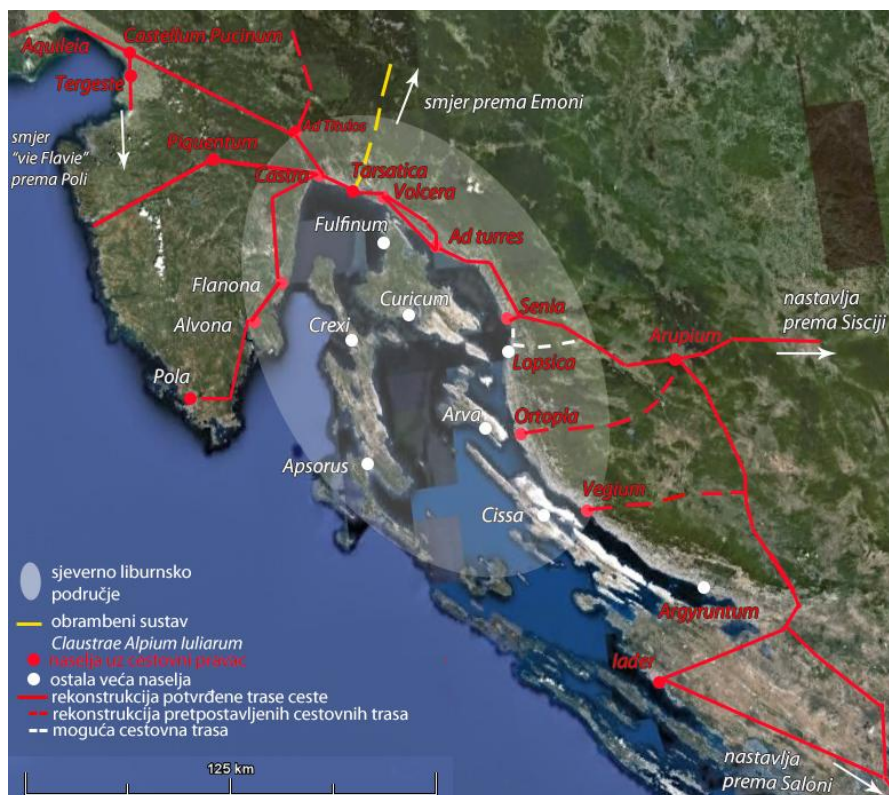 Aquileia
Castellum Pucinum
Tergeste
smjer prema Emoni
smjer
"vie Flavie"
prema Poli
Piquentum
Ad Titulos
Castra
Tarsatica
Volcera
Fulfinum
Ad turres
Flanona
Curicum
Senia
nastavlja
prema Sisciji
Alvona
Crexi
Arupium
Lopsica
Pola
Arva
Ortopla
Apsorus
Vegium
Cissa
sjeverno liburnsko
područje
obrambeni sustav
Claustrae Alpium Iuliarum
naselja uz cestovni pravac
ostala veća naselja
rekonstrukcija potvrđene trase ceste
rekonstrukcija pretpostavljenih cestovnih trasa
moguća cestovna trasa
Argyruntum
Iader
125 km
nastavlja
prema Saloni